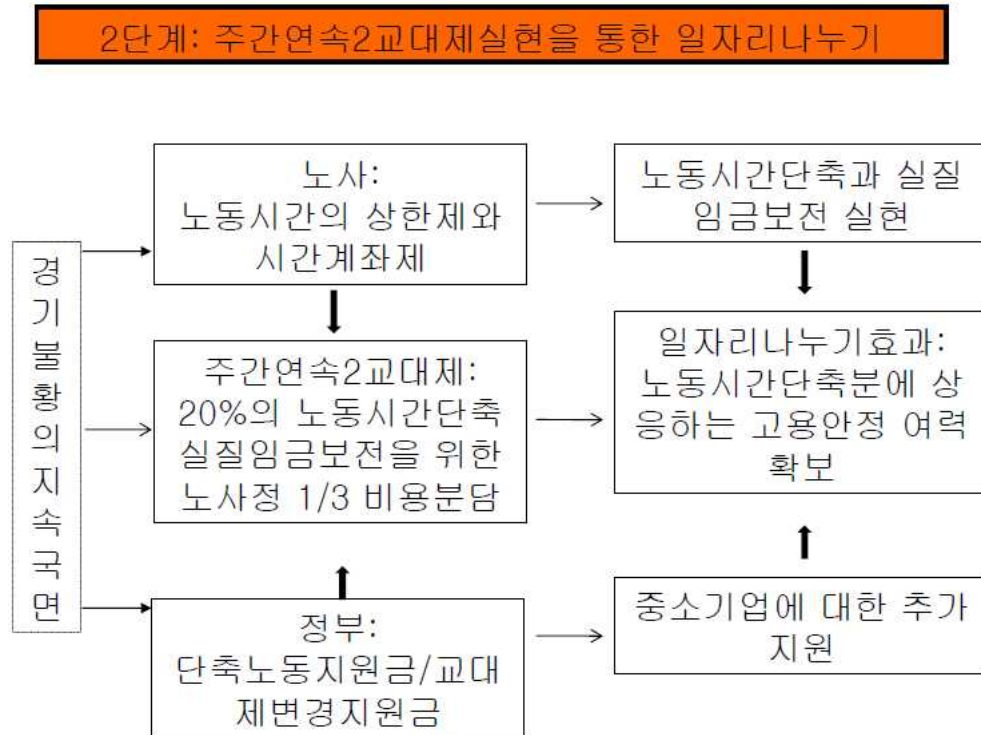 2단계: 주간연속2교대제실현을 통한 일자리나누기
경기불황의지속국면
노사:
노동시간의 상한제와
시간계좌제
노동시간단축과 실질
임금보전 실현
주간연속2교대제:
20%의 노동시간단축
실질임금보전을 위한
노사정 1/3 비용분담
일자리나누기효과:
노동시간단축분에 상
응하는 고용안정 여력
확보
정부:
단축노동지원금/교대
제변경지원금
중소기업에 대한 추가
지원